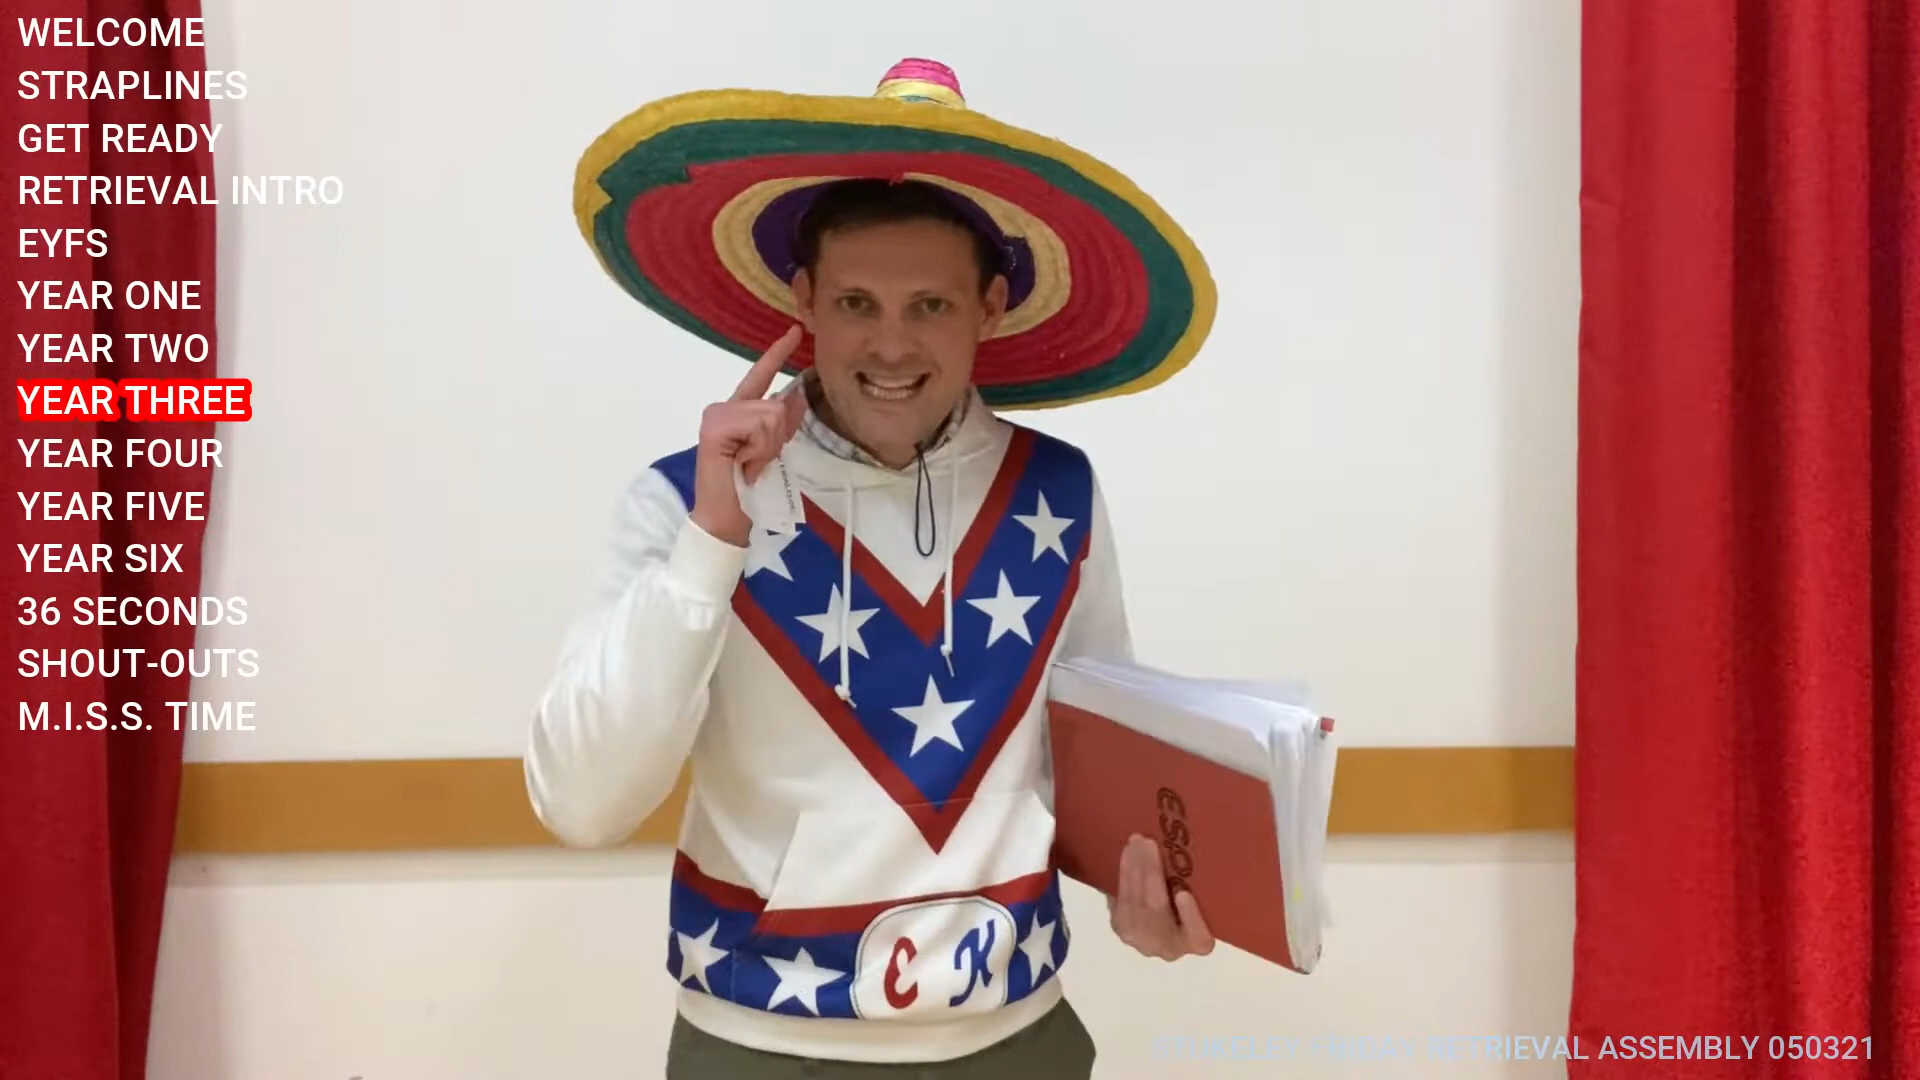 WELCOME
STRAPLINES
GET READY
RETRIEVAL INTRO
EYFS
YEAR ONE
YEAR TWO
YEAR THREE
YEAR FOUR
YEAR FIVE
YEAR SIX
36 SECONDS
SHOUT-OUTS
M.I.S.S. TIME
ESPO
E K
STUKELEY FRIDAY RETRIEVAL ASSEMBLY 050321